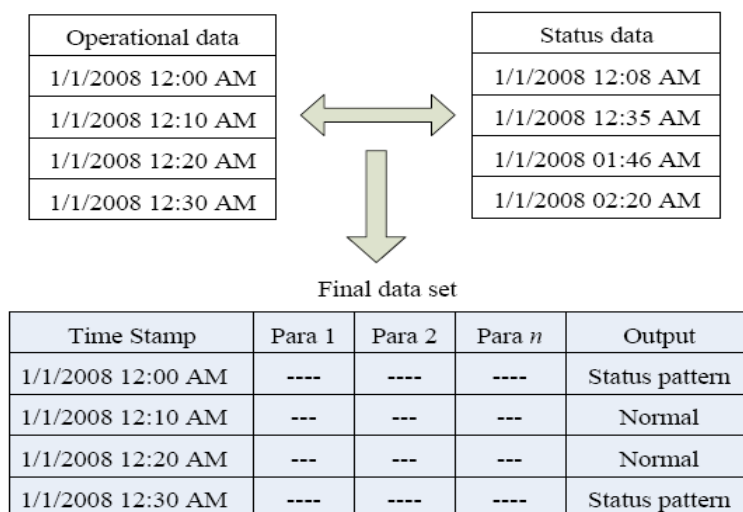 Operational data
1/1/2008 12:00 AM
1/1/2008 12:10 AM
1/1/2008 12:20 AM
1/1/2008 12:30 AM
Status data
1/1/2008 12:08 AM
1/1/2008 12:35 AM
1/1/2008 01:46 AM
1/1/2008 02:20 AM
Final data set
Time Stamp Para 1 Para 2 Para n Output
1/1/2008 12:00 AM ---- ---- ---- Status pattern
1/1/2008 12:10 AM --- --- --- Normal
1/1/2008 12:20 AM --- --- --- Normal
1/1/2008 12:30 AM ---- ---- ---- Status pattern